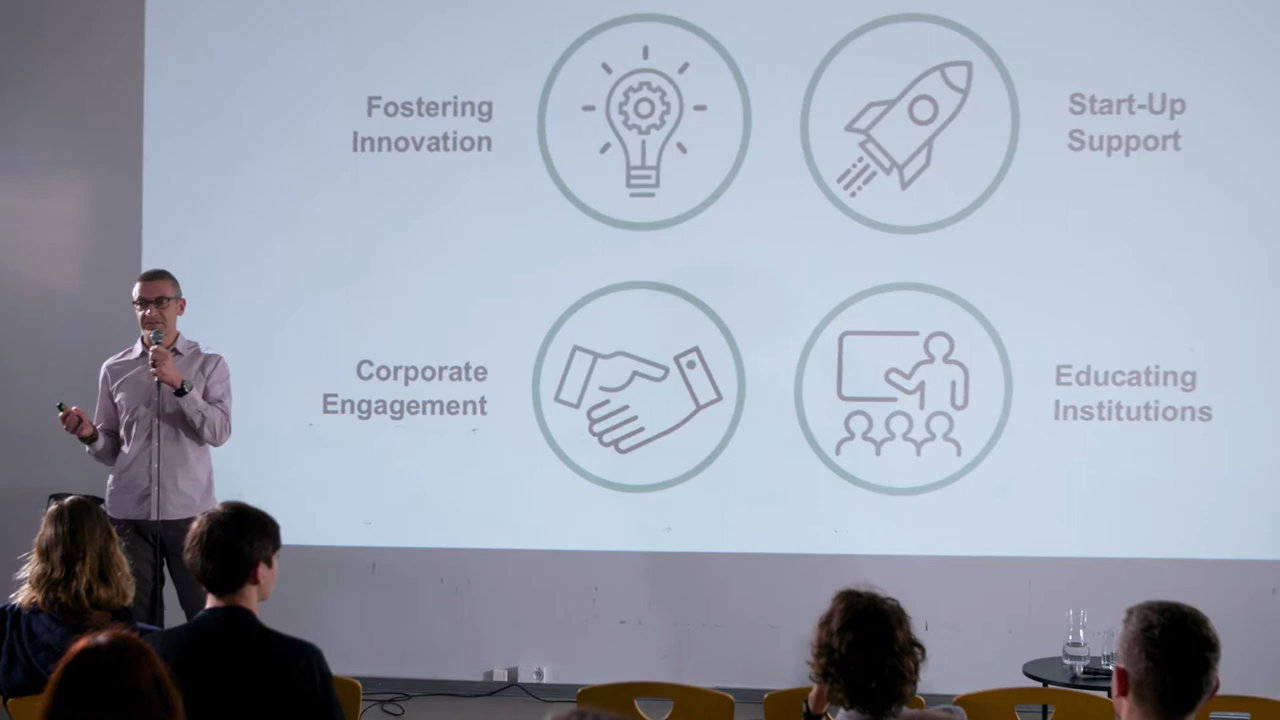 Fostering
Innovation
Start-Up
Support
Corporate
Engagement
Educating
Institutions